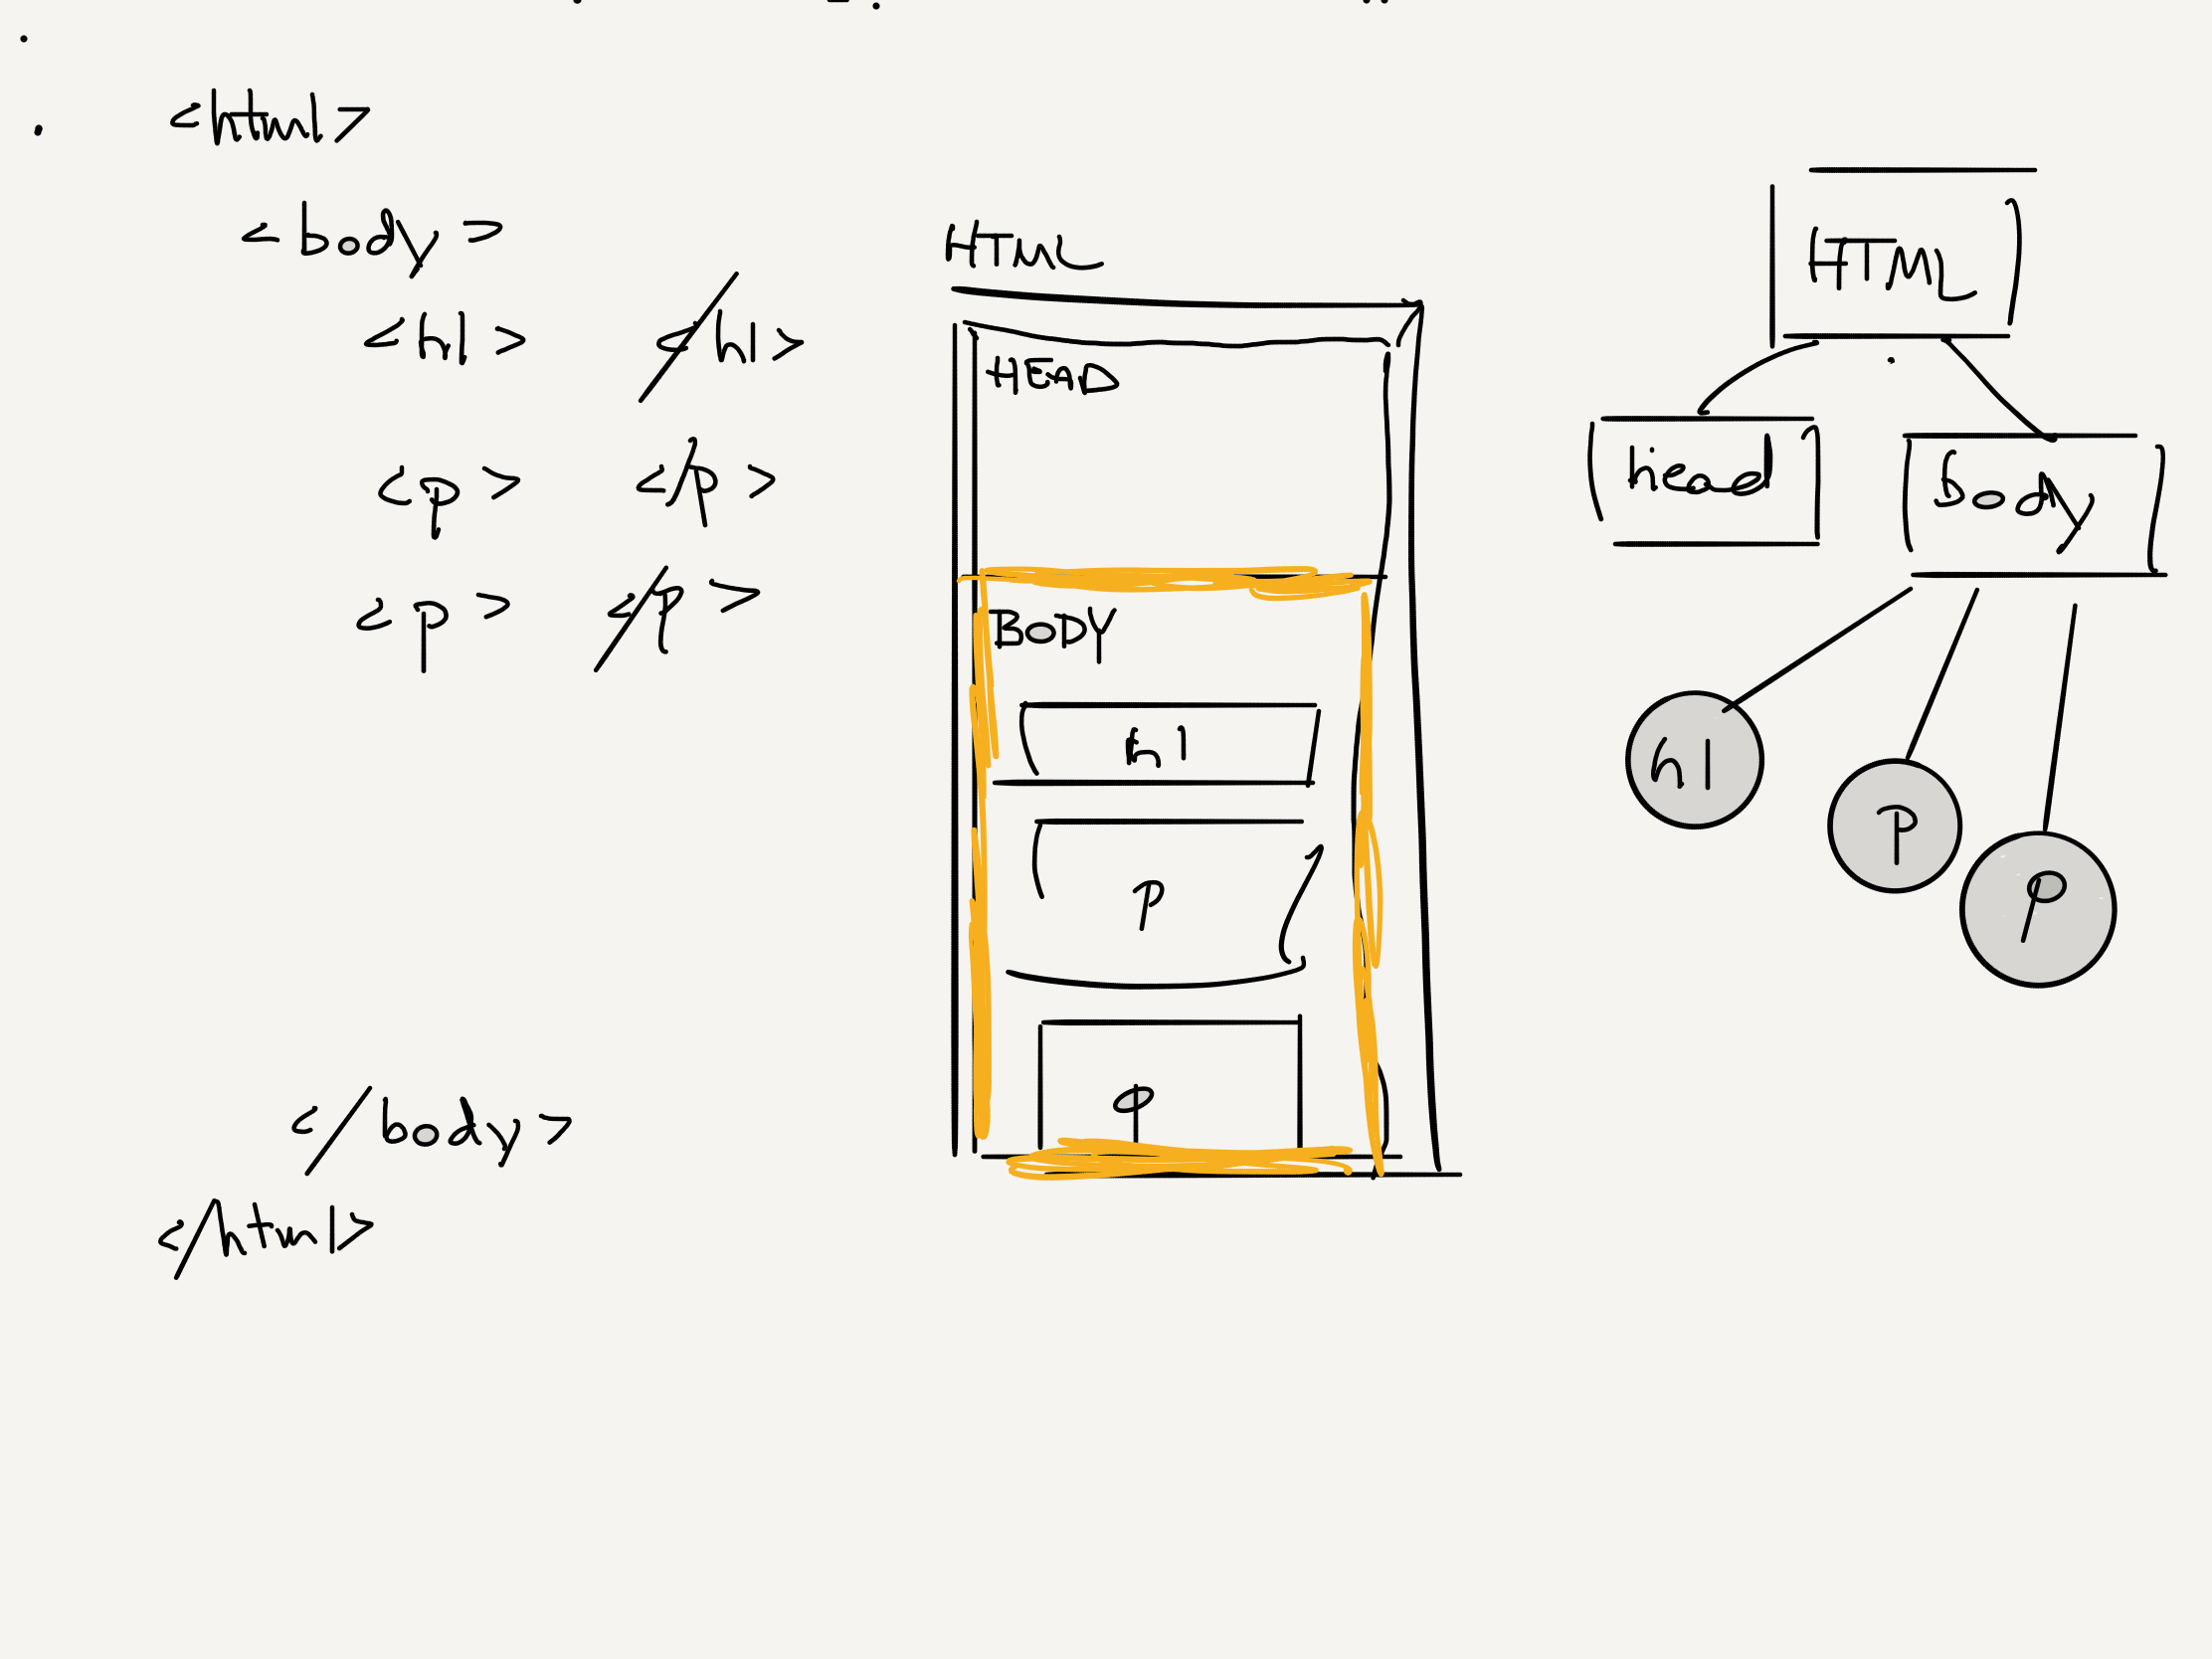 <html>
<body>
<h1> </h1>
<p> </p>
<p> </p>
</body>
</html>
HTML
HEAD
BODY
h1
p
p
HTML
head body
h1
p
p